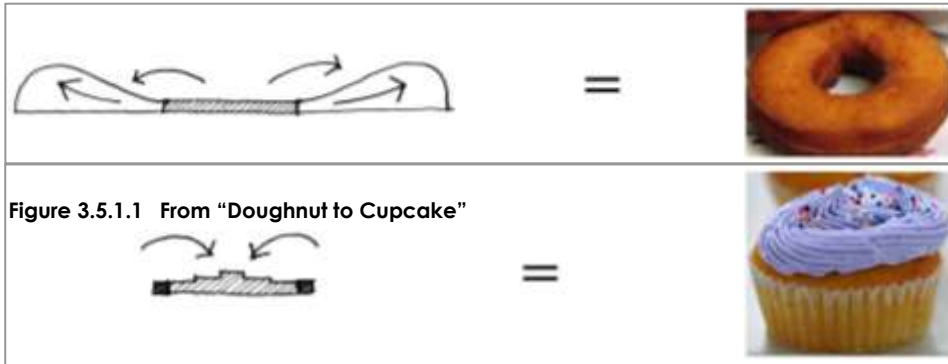 =
Figure 3.5.1.1 From “Doughnut to Cupcake”
=